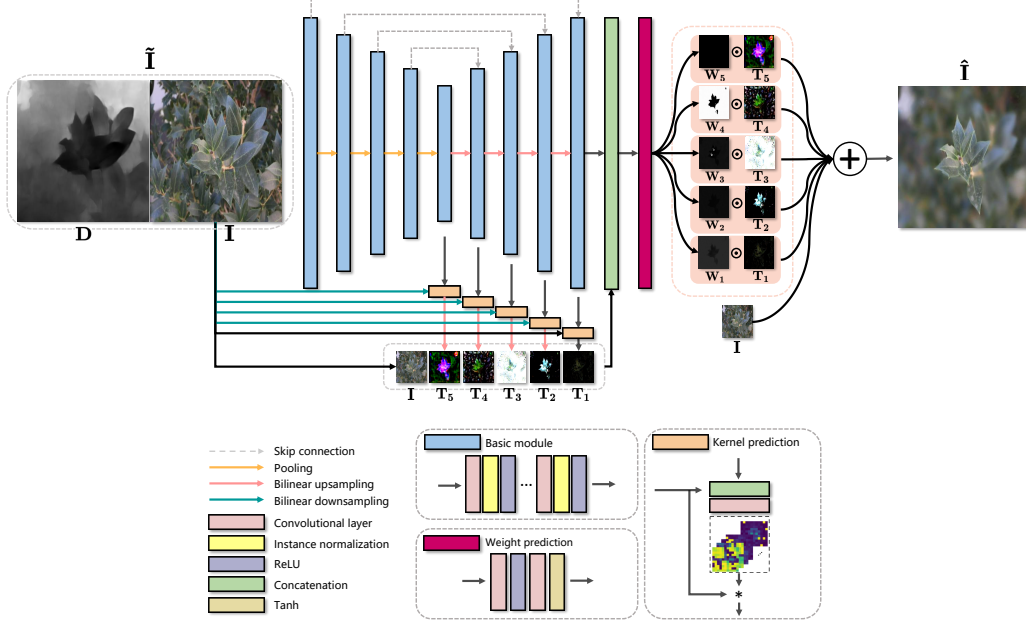 Ĩ
Î
D
I
W₅ ⊙ T₅
W₄ ⊙ T₄
W₃ ⊙ T₃
W₂ ⊙ T₂
W₁ ⊙ T₁
+
I
I T₅ T₄ T₃ T₂ T₁
Skip connection
Pooling
Bilinear upsampling
Bilinear downsampling
Convolutional layer
Instance normalization
ReLU
Concatenation
Tanh
Basic module
...
Weight prediction
Kernel prediction
*